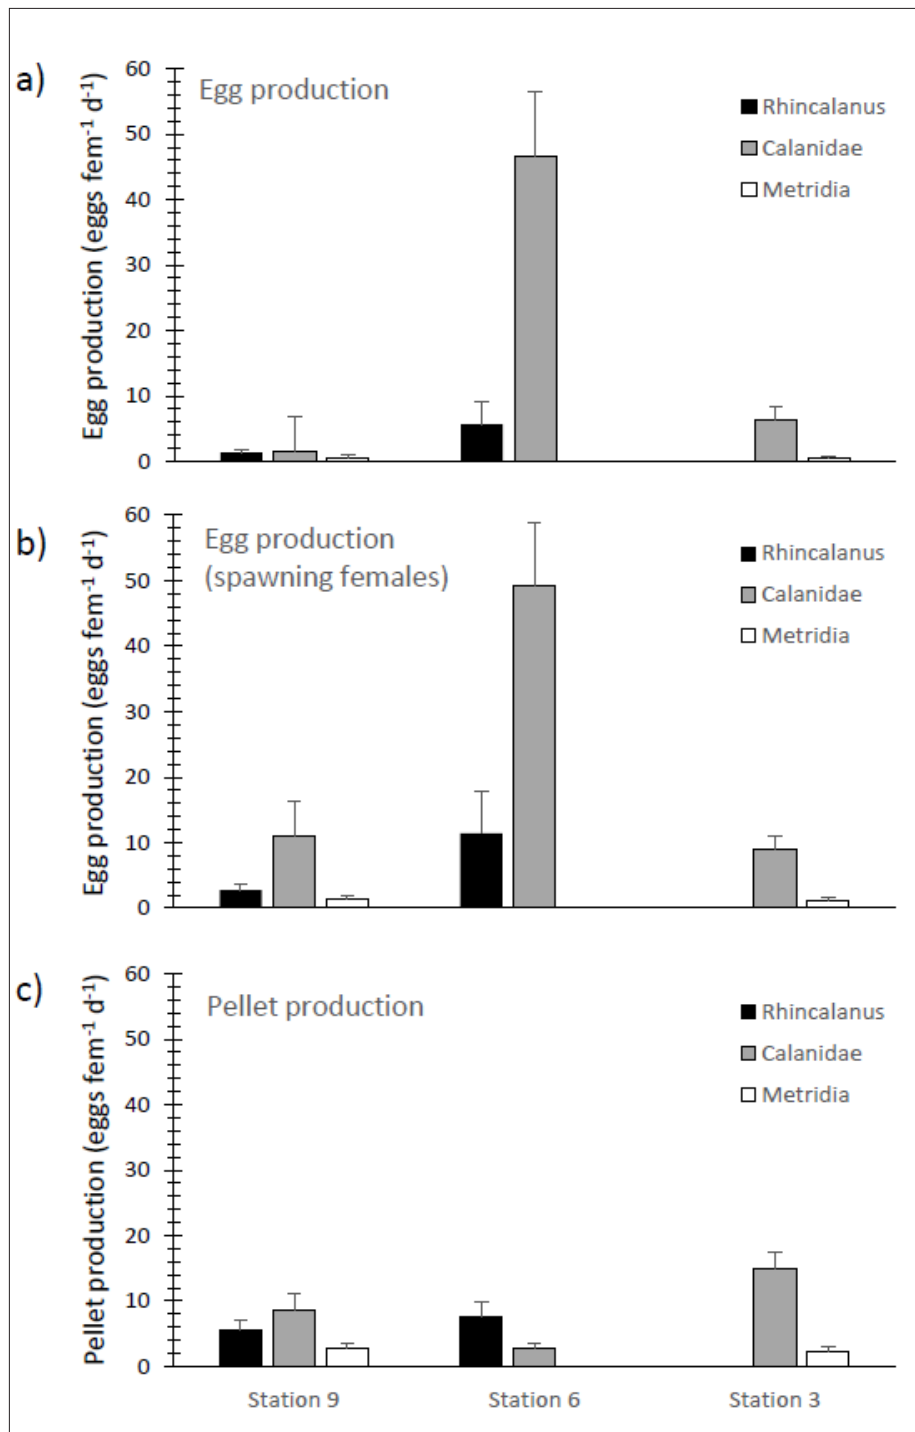 a)
Egg production
Egg production (eggs fem⁻¹ d⁻¹)
60
50
40
30
20
10
0
Rhincalanus
Calanidae
Metridia
b)
Egg production
(spawning females)
Egg production (eggs fem⁻¹ d⁻¹)
60
50
40
30
20
10
0
Rhincalanus
Calanidae
Metridia
c)
Pellet production
Pellet production (eggs fem⁻¹ d⁻¹)
60
50
40
30
20
10
0
Rhincalanus
Calanidae
Metridia
Station 9 Station 6 Station 3